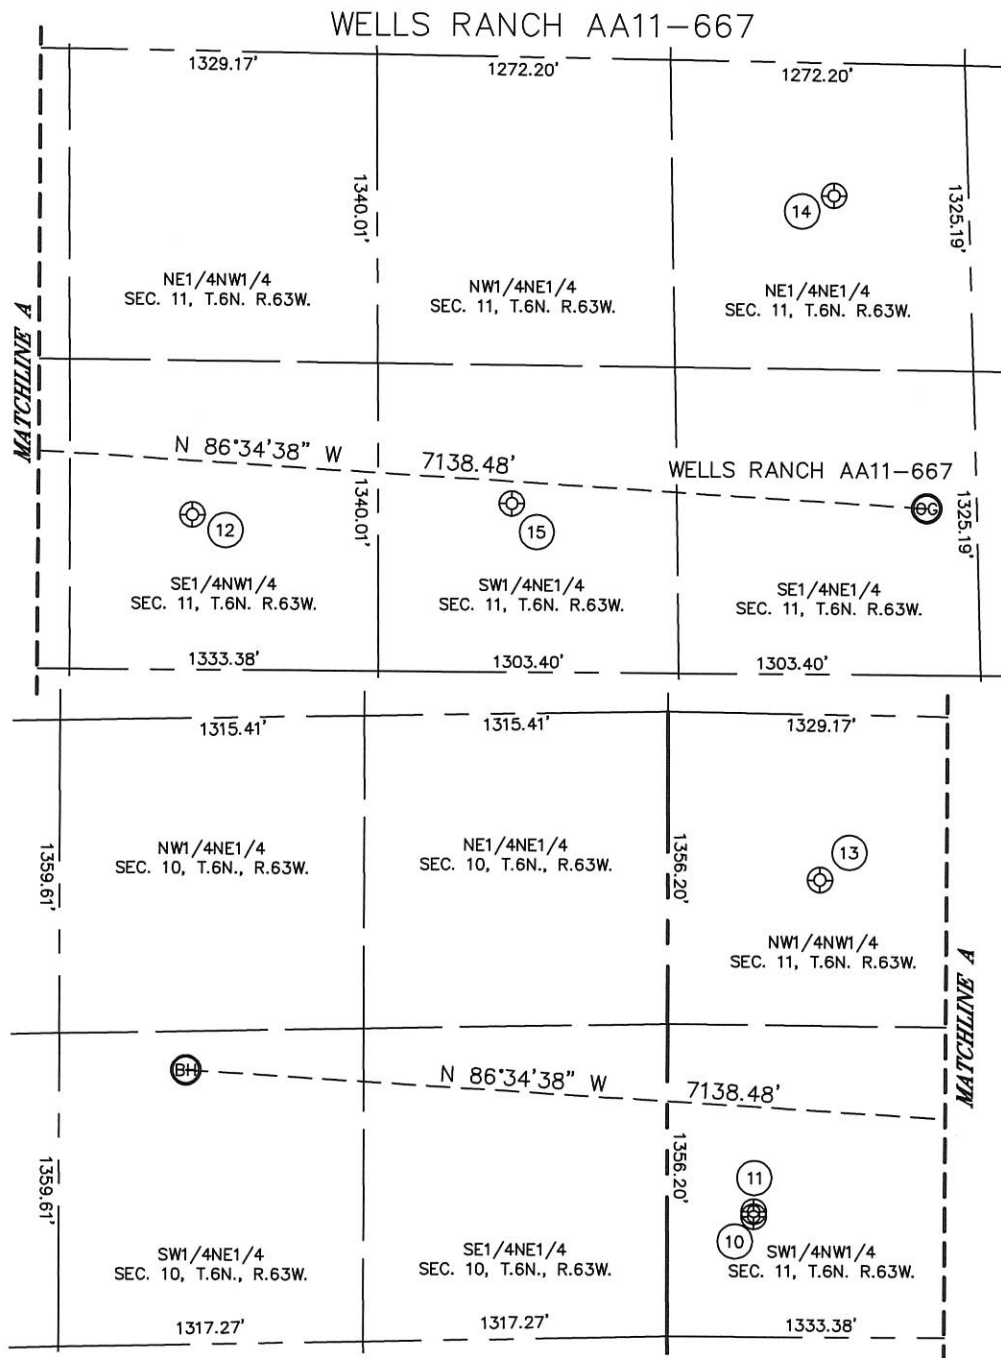 WELLS RANCH AA11-667
1329.17'
1272.20'
1272.20'
1340.01'
1325.19'
14
NE1/4NW1/4
SEC. 11, T.6N. R.63W.
NW1/4NE1/4
SEC. 11, T.6N. R.63W.
NE1/4NE1/4
SEC. 11, T.6N. R.63W.
MATCHLINE A
N 86°34'38" W
7138.48'
WELLS RANCH AA11-667
OG
12
1340.01'
15
1325.19'
SE1/4NW1/4
SEC. 11, T.6N. R.63W.
SW1/4NE1/4
SEC. 11, T.6N. R.63W.
SE1/4NE1/4
SEC. 11, T.6N. R.63W.
1333.38'
1303.40'
1303.40'
1315.41'
1315.41'
1329.17'
NW1/4NE1/4
SEC. 10, T.6N., R.63W.
NE1/4NE1/4
SEC. 10, T.6N., R.63W.
13
1359.61'
1356.20'
NW1/4NW1/4
SEC. 11, T.6N. R.63W.
MATCHLINE A
BH
N 86°34'38" W
7138.48'
1359.61'
1356.20'
11
10
SW1/4NE1/4
SEC. 10, T.6N., R.63W.
SE1/4NE1/4
SEC. 10, T.6N., R.63W.
SW1/4NW1/4
SEC. 11, T.6N. R.63W.
1317.27'
1317.27'
1333.38'